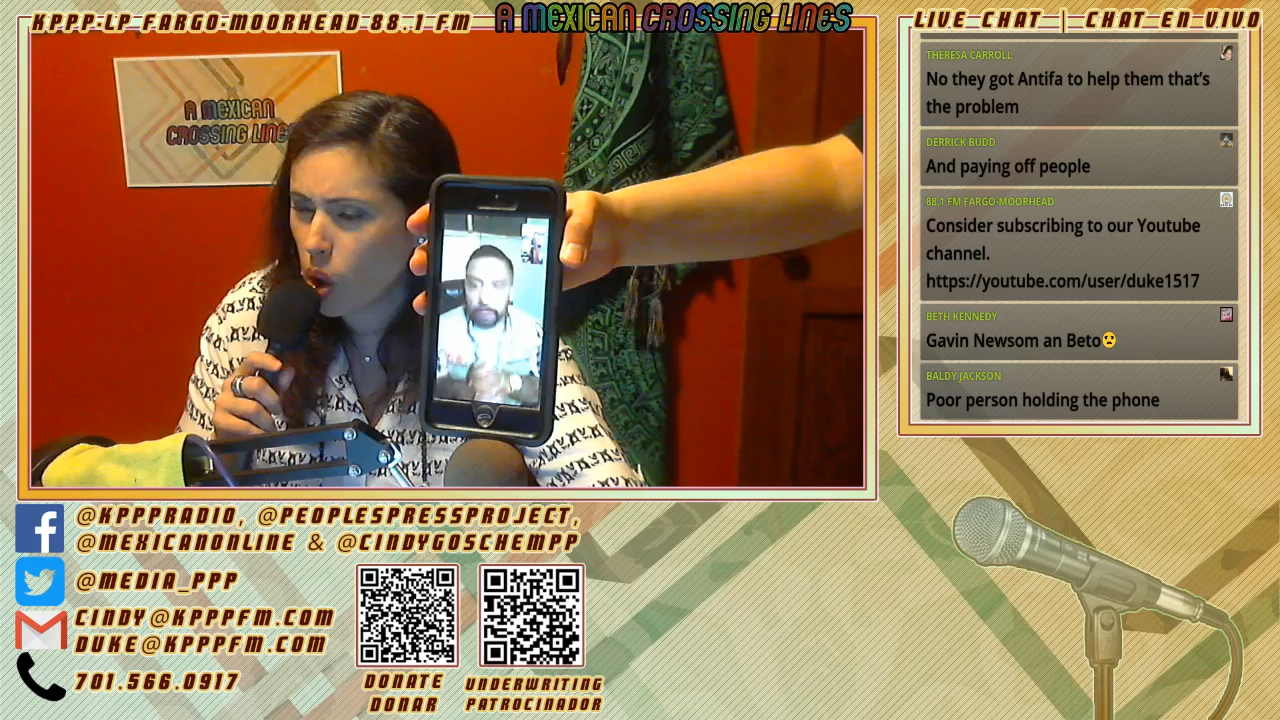 KPPP-LP FARGO-MOORHEAD 88.1 FM
A MEXICAN CROSSING LINES
LIVE CHAT | CHAT EN VIVO
A MEXICAN
CROSSING LINES
THERESA CARROLL
No they got Antifa to help them that's
the problem
DERRICK BUDD
And paying off people
88.1 FM FARGO-MOORHEAD
Consider subscribing to our Youtube
channel.
https://youtube.com/user/duke1517
BETH KENNEDY
Gavin Newsom an Beto😟
BALDY JACKSON
Poor person holding the phone
@KPPPRADIO, @PEOPLESPRESSPROJECT,
@MEXICANONLINE & @CINDYGOSCHEMPP
@MEDIA_PPP
CINDY@KPPPFM.COM
DUKE@KPPPFM.COM
701.566.0917
DONATE
DONAR
UNDERWRITING
PATROCINADOR